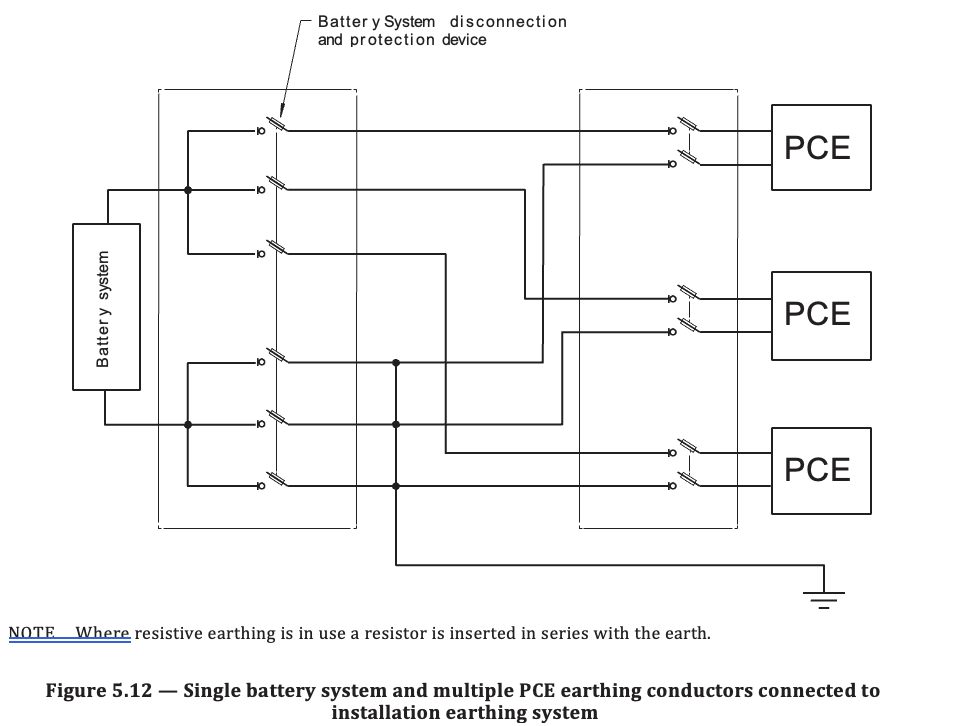 Battery System disconnection
and protection device
PCE
Battery system
PCE
PCE
NOTE Where resistive earthing is in use a resistor is inserted in series with the earth.
Figure 5.12 — Single battery system and multiple PCE earthing conductors connected to
installation earthing system